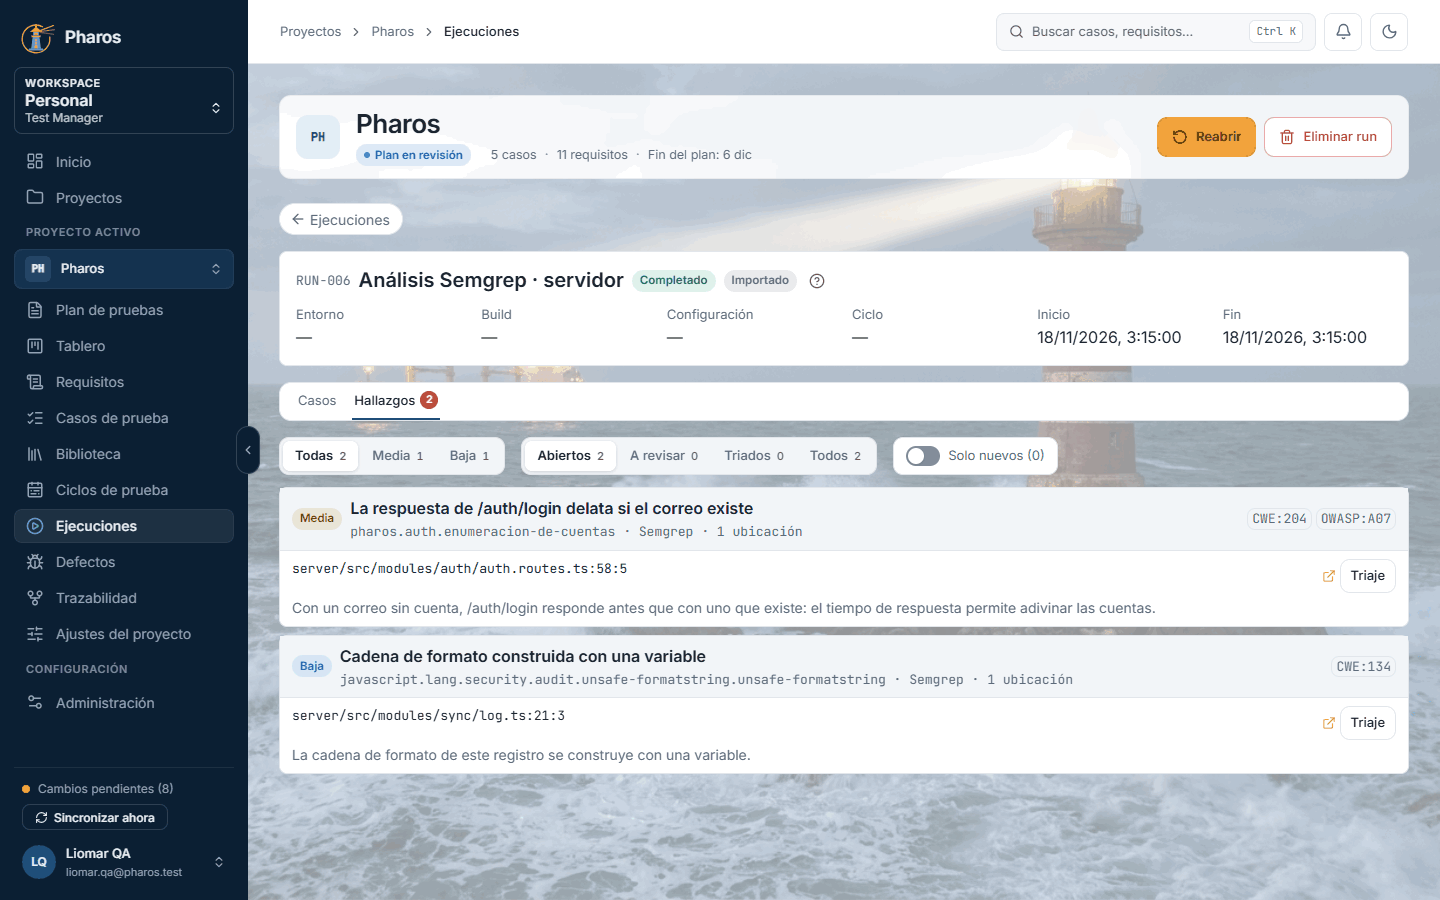 Pharos
WORKSPACE
Personal
Test Manager
Inicio
Proyectos
PROYECTO ACTIVO
PH Pharos
Plan de pruebas
Tablero
Requisitos
Casos de prueba
Biblioteca
Ciclos de prueba
Ejecuciones
Defectos
Trazabilidad
Ajustes del proyecto
CONFIGURACIÓN
Administración
Cambios pendientes (8)
Sincronizar ahora
LQ
Liomar QA
liomar.qa@pharos.test
Proyectos > Pharos > Ejecuciones
Buscar casos, requisitos... Ctrl K
PH
Pharos
Plan en revisión 5 casos · 11 requisitos · Fin del plan: 6 dic
Reabrir
Eliminar run
← Ejecuciones
RUN-006 Análisis Semgrep · servidor Completado Importado ?
Entorno Build Configuración Ciclo Inicio Fin
— — — — 18/11/2026, 3:15:00 18/11/2026, 3:15:00
Casos Hallazgos 2
Todas 2 Media 1 Baja 1 Abiertos 2 A revisar 0 Triados 0 Todos 2 Solo nuevos (0)
Media
La respuesta de /auth/login delata si el correo existe
pharos.auth.enumeracion-de-cuentas · Semgrep · 1 ubicación
CWE:204 OWASP:A07
server/src/modules/auth/auth.routes.ts:58:5
Triaje
Con un correo sin cuenta, /auth/login responde antes que con uno que existe: el tiempo de respuesta permite adivinar las cuentas.
Baja
Cadena de formato construida con una variable
javascript.lang.security.audit.unsafe-formatstring.unsafe-formatstring · Semgrep · 1 ubicación
CWE:134
server/src/modules/sync/log.ts:21:3
Triaje
La cadena de formato de este registro se construye con una variable.